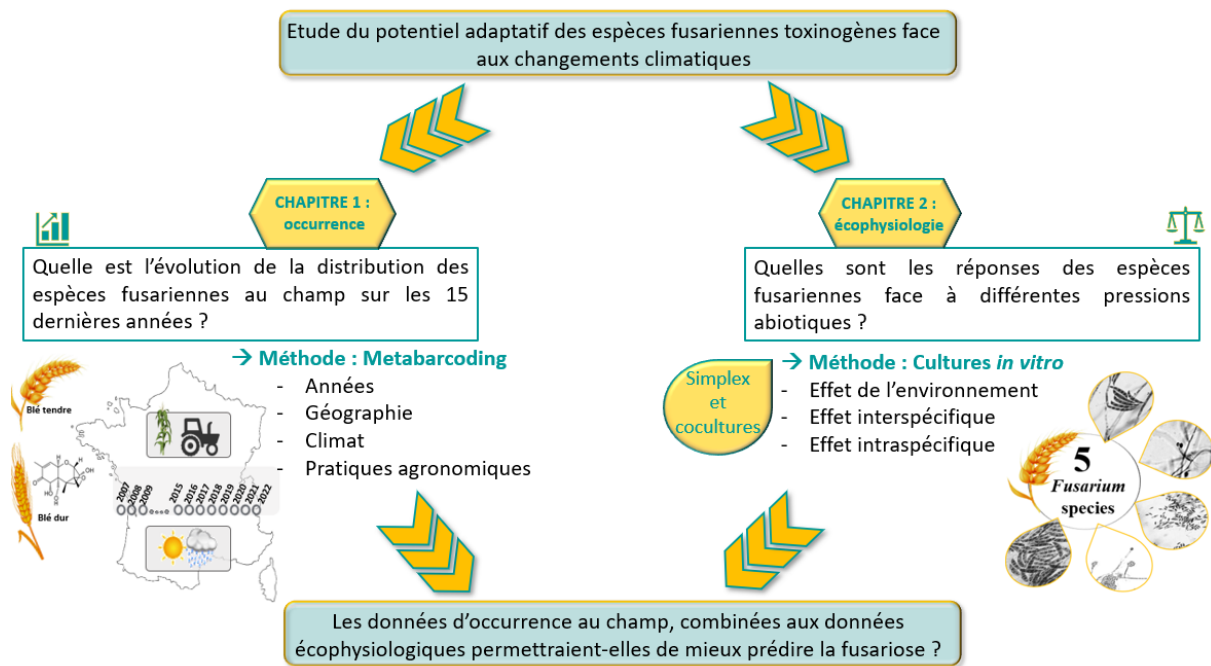 Etude du potentiel adaptatif des espèces fusariennes toxinogènes face
aux changements climatiques
CHAPITRE 1 :
occurrence
Quelle est l’évolution de la distribution des
espèces fusariennes au champ sur les 15
dernières années ?
→ Méthode : Metabarcoding
- Années
- Géographie
- Climat
- Pratiques agronomiques
Blé tendre
Blé dur
2007
2008
2009
2015
2016
2017
2018
2019
2020
2021
2022
CHAPITRE 2 :
écophysiologie
Quelles sont les réponses des espèces
fusariennes face à différentes pressions
abiotiques ?
→ Méthode : Cultures in vitro
Simplex
et
cocultures
- Effet de l’environnement
- Effet interspécifique
- Effet intraspécifique
5
Fusarium
species
Les données d’occurrence au champ, combinées aux données
écophysiologiques permettraient-elles de mieux prédire la fusariose ?